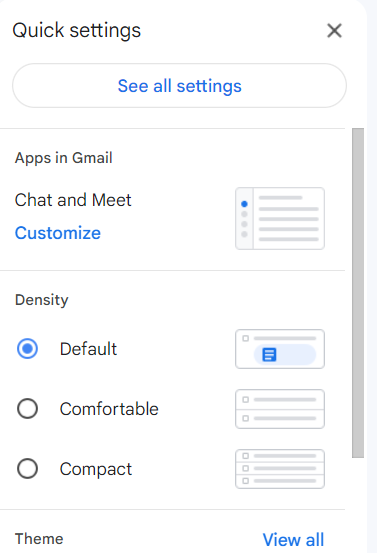 Quick settings
See all settings
Apps in Gmail
Chat and Meet
Customize
Density
Default
Comfortable
Compact
Theme View all